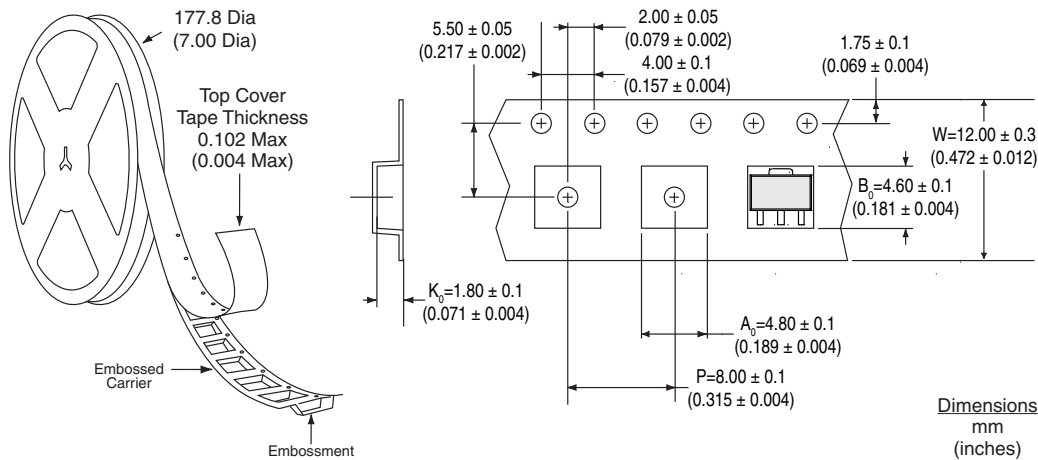 177.8 Dia
(7.00 Dia)
Top Cover
Tape Thickness
0.102 Max
(0.004 Max)
Embossed
Carrier
Embossment
5.50 ± 0.05
(0.217 ± 0.002)
2.00 ± 0.05
(0.079 ± 0.002)
4.00 ± 0.1
(0.157 ± 0.004)
1.75 ± 0.1
(0.069 ± 0.004)
W=12.00 ± 0.3
(0.472 ± 0.012)
B₀=4.60 ± 0.1
(0.181 ± 0.004)
K₀=1.80 ± 0.1
(0.071 ± 0.004)
A₀=4.80 ± 0.1
(0.189 ± 0.004)
P=8.00 ± 0.1
(0.315 ± 0.004)
Dimensions
mm
(inches)